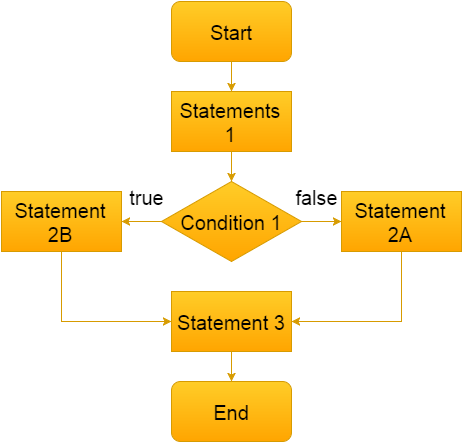 Start
Statements
1
true
false
Statement
2B
Condition 1
Statement
2A
Statement 3
End